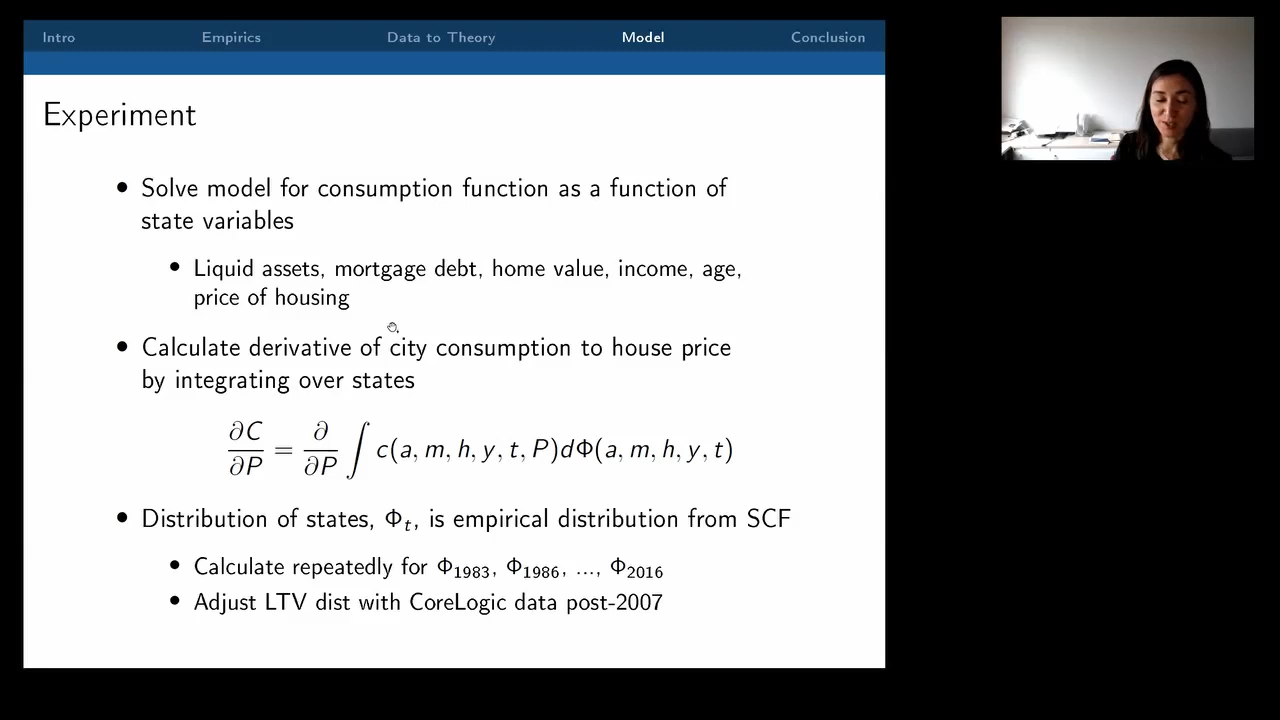 Intro Empirics Data to Theory Model Conclusion
Experiment
• Solve model for consumption function as a function of
state variables
• Liquid assets, mortgage debt, home value, income, age,
price of housing
• Calculate derivative of city consumption to house price
by integrating over states
∂C/∂P = ∂/∂P ∫ c(a, m, h, y, t, P)dΦ(a, m, h, y, t)
• Distribution of states, Φ_t, is empirical distribution from SCF
• Calculate repeatedly for Φ_1983, Φ_1986, ..., Φ_2016
• Adjust LTV dist with CoreLogic data post-2007